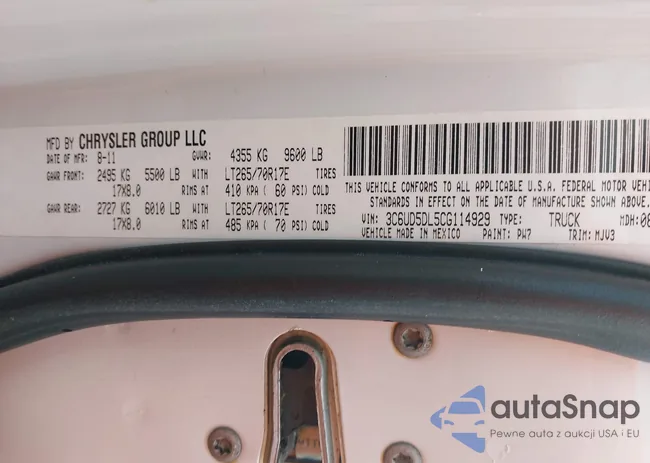 MFD BY CHRYSLER GROUP LLC
DATE OF MFR: 8-11 GVWR: 4355 KG 9600 LB
GAWR FRONT: 2495 KG 5500 LB WITH LT265/70R17E TIRES
17X8.0 RIMS AT 410 KPA ( 60 PSI) COLD
GAWR REAR: 2727 KG 6010 LB WITH LT265/70R17E TIRES
17X8.0 RIMS AT 485 KPA ( 70 PSI) COLD
THIS VEHICLE CONFORMS TO ALL APPLICABLE U.S.A. FEDERAL MOTOR VEH
STANDARDS IN EFFECT ON THE DATE OF MANUFACTURE SHOWN ABOVE.
VIN: 3C6UD5DL5CG114929 TYPE: TRUCK MDH: 08
VEHICLE MADE IN MEXICO PAINT: PW7 TRIM: MJV3
autaSnap
Pewne auta z aukcji USA i EU